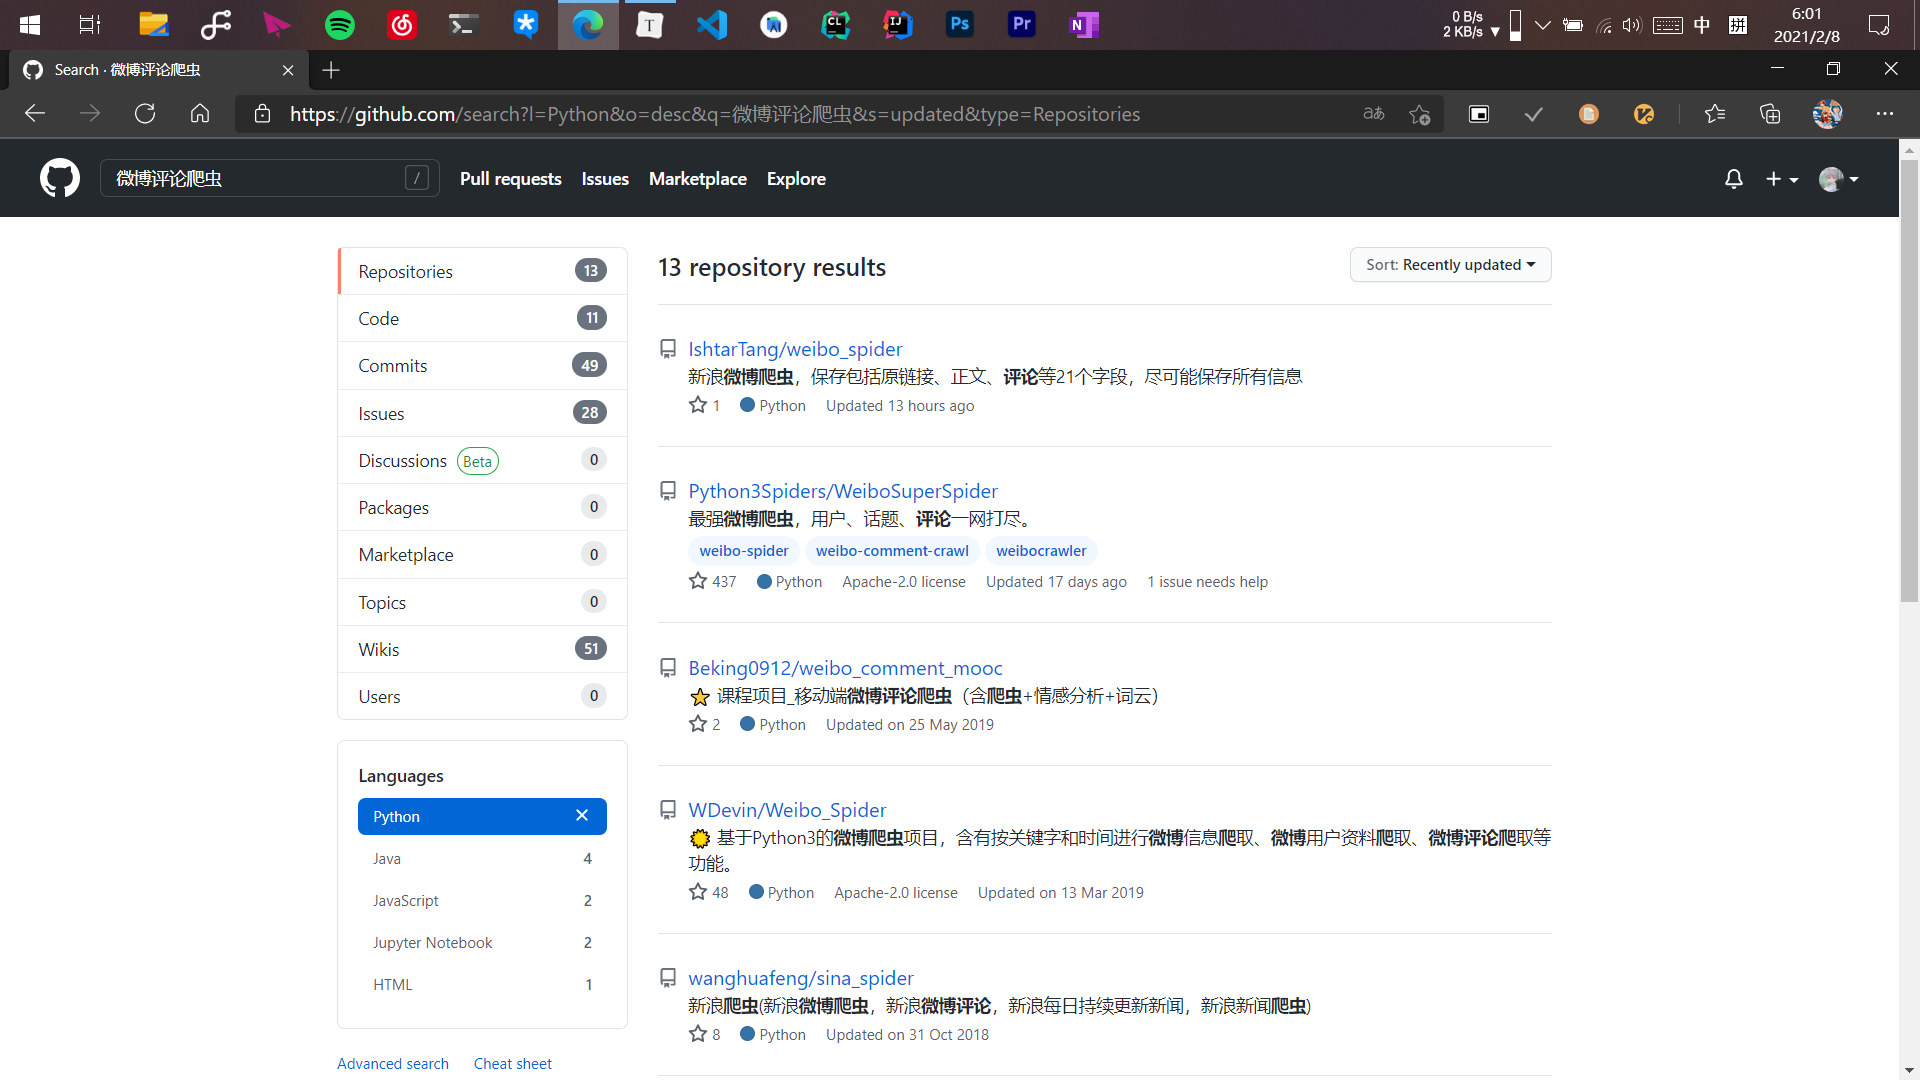 0 B/s
2 KB/s
中
拼
6:01
2021/2/8
Search · 微博评论爬虫
https://github.com/search?l=Python&o=desc&q=微博评论爬虫&s=updated&type=Repositories
微博评论爬虫
/
Pull requests
Issues
Marketplace
Explore
Repositories 13
Code 11
Commits 49
Issues 28
Discussions Beta 0
Packages 0
Marketplace 0
Topics 0
Wikis 51
Users 0
Languages
Python
Java 4
JavaScript 2
Jupyter Notebook 2
HTML 1
Advanced search Cheat sheet
13 repository results
Sort: Recently updated
IshtarTang/weibo_spider
新浪微博爬虫，保存包括原链接、正文、评论等21个字段，尽可能保存所有信息
1 Python Updated 13 hours ago
Python3Spiders/WeiboSuperSpider
最强微博爬虫，用户、话题、评论一网打尽。
weibo-spider weibo-comment-crawl weibocrawler
437 Python Apache-2.0 license Updated 17 days ago 1 issue needs help
Beking0912/weibo_comment_mooc
课程项目_移动端微博评论爬虫（含爬虫+情感分析+词云）
2 Python Updated on 25 May 2019
WDevin/Weibo_Spider
基于Python3的微博爬虫项目，含有按关键字和时间进行微博信息爬取、微博用户资料爬取、微博评论爬取等
功能。
48 Python Apache-2.0 license Updated on 13 Mar 2019
wanghuafeng/sina_spider
新浪爬虫(新浪微博爬虫，新浪微博评论，新浪每日持续更新新闻，新浪新闻爬虫)
8 Python Updated on 31 Oct 2018